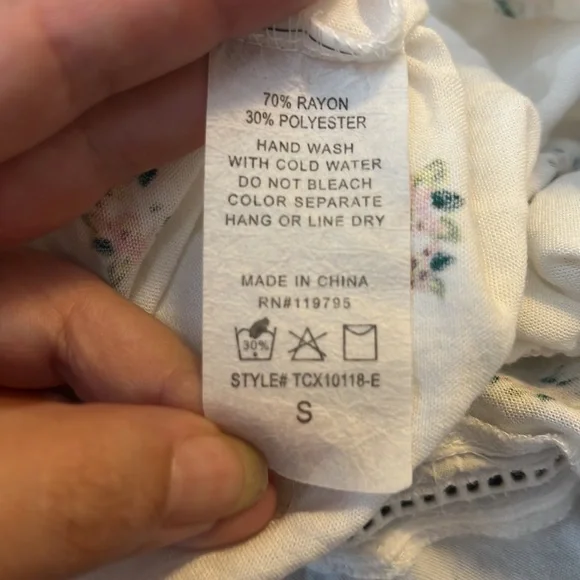 70% RAYON
30% POLYESTER
HAND WASH
WITH COLD WATER
DO NOT BLEACH
COLOR SEPARATE
HANG OR LINE DRY
MADE IN CHINA
RN#119795
30%
STYLE# TCX10118-E
S